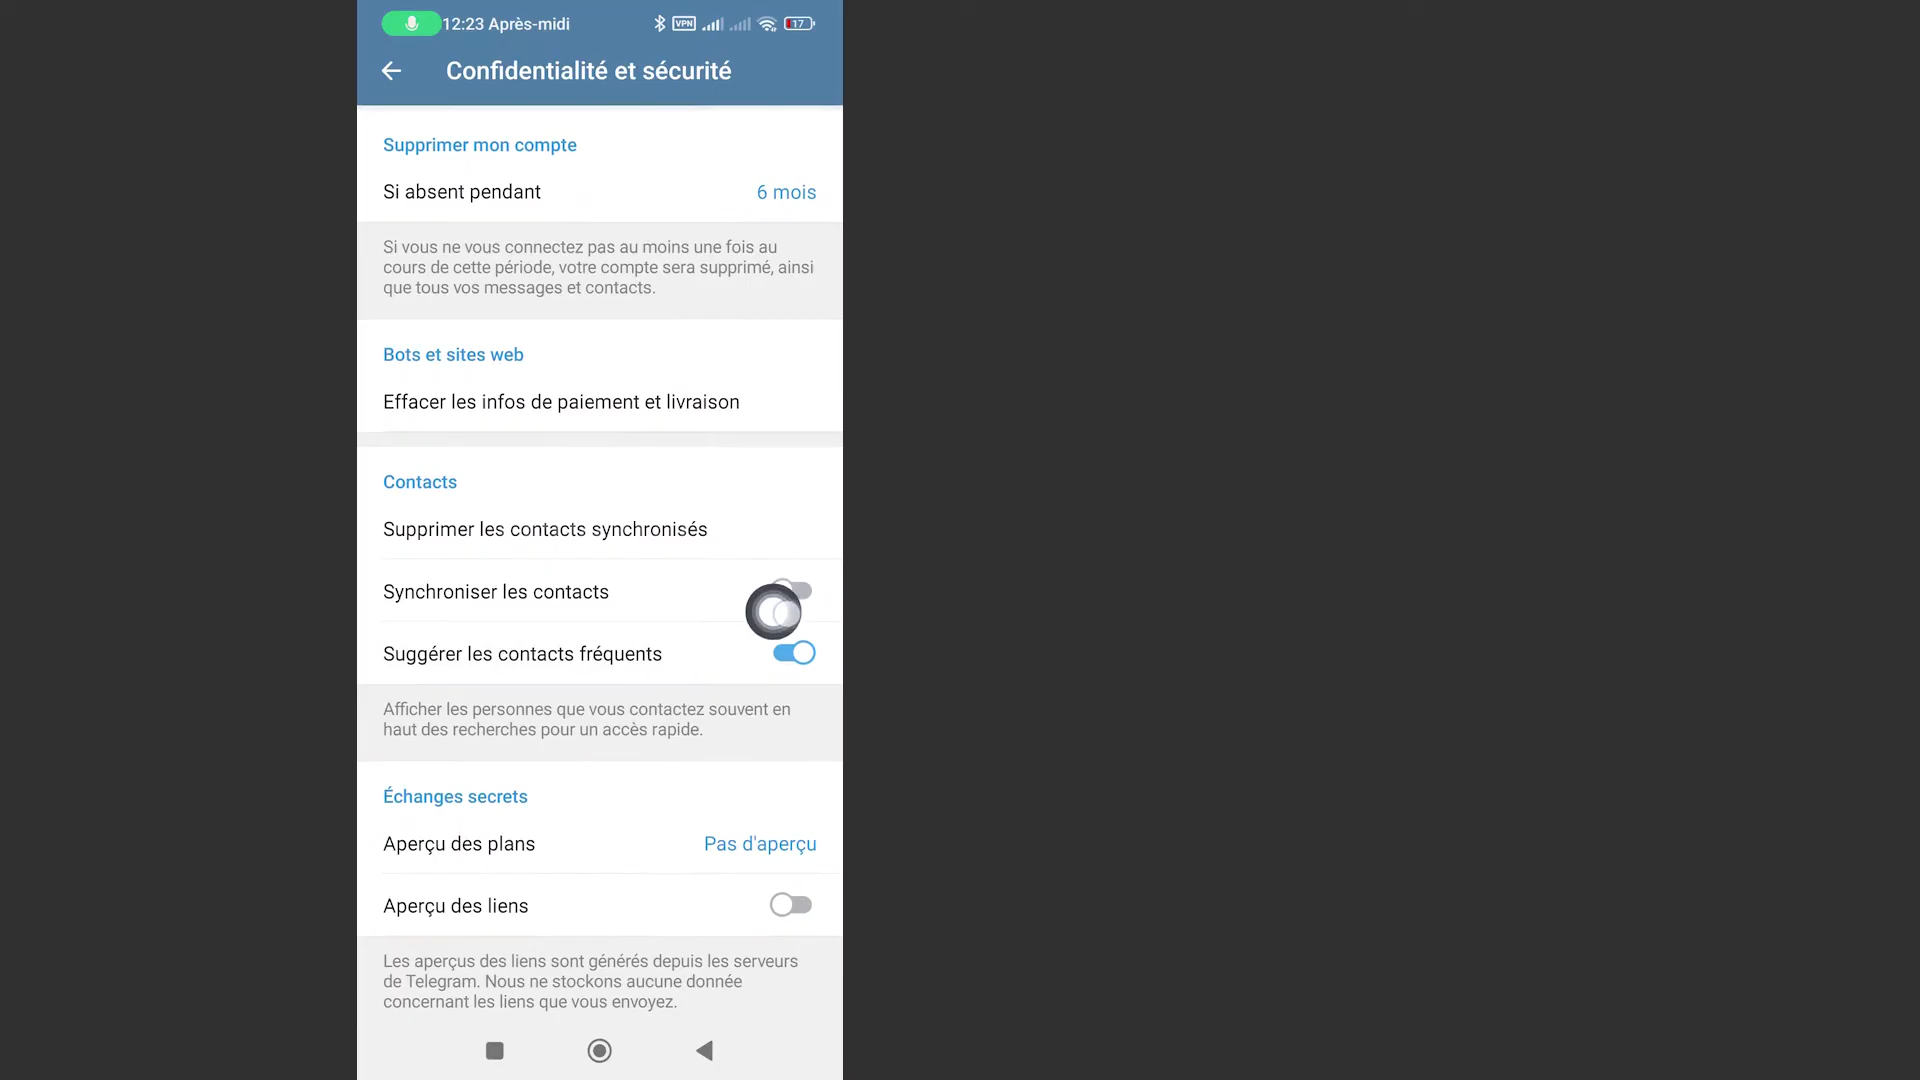 12:23 Après-midi
VPN
17
Confidentialité et sécurité
Supprimer mon compte
Si absent pendant 6 mois
Si vous ne vous connectez pas au moins une fois au
cours de cette période, votre compte sera supprimé, ainsi
que tous vos messages et contacts.
Bots et sites web
Effacer les infos de paiement et livraison
Contacts
Supprimer les contacts synchronisés
Synchroniser les contacts
Suggérer les contacts fréquents
Afficher les personnes que vous contactez souvent en
haut des recherches pour un accès rapide.
Échanges secrets
Aperçu des plans Pas d'aperçu
Aperçu des liens
Les aperçus des liens sont générés depuis les serveurs
de Telegram. Nous ne stockons aucune donnée
concernant les liens que vous envoyez.